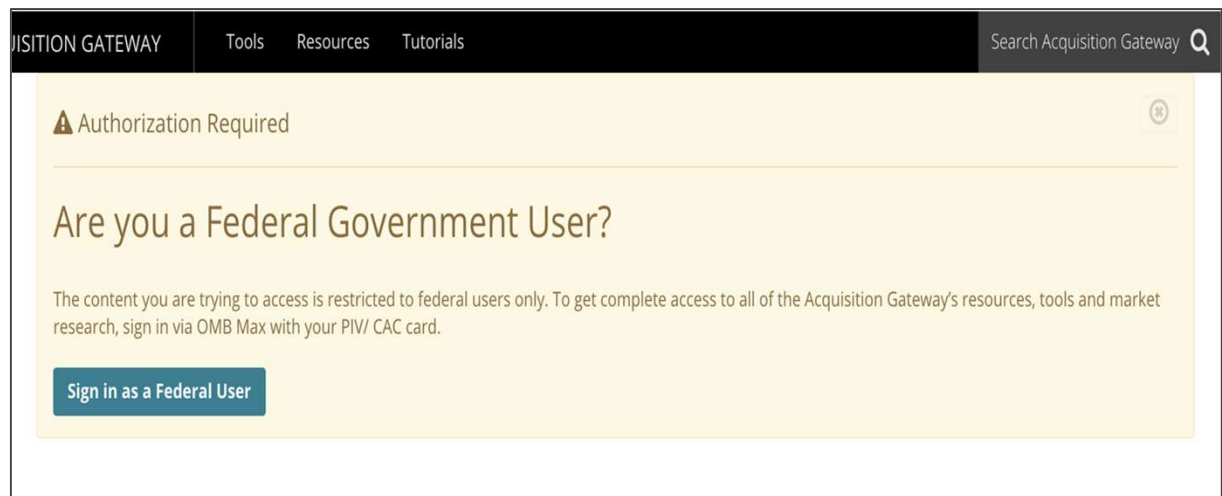 JISITION GATEWAY Tools Resources Tutorials Search Acquisition Gateway
Authorization Required
Are you a Federal Government User?
The content you are trying to access is restricted to federal users only. To get complete access to all of the Acquisition Gateway's resources, tools and market
research, sign in via OMB Max with your PIV/ CAC card.
Sign in as a Federal User